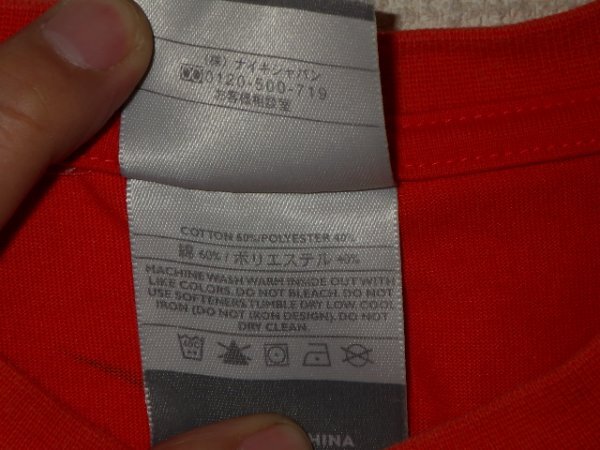 (株) ナイキジャパン
0120-500-719
お客様相談室
COTTON 60%/POLYESTER 40%
綿 60% / ポリエステル 40%
MACHINE WASH WARM INSIDE OUT WITH
LIKE COLORS. DO NOT BLEACH. DO NOT
USE SOFTENERS. TUMBLE DRY LOW. COOL
IRON (DO NOT IRON DESIGN). DO NOT
DRY CLEAN.
CHINA